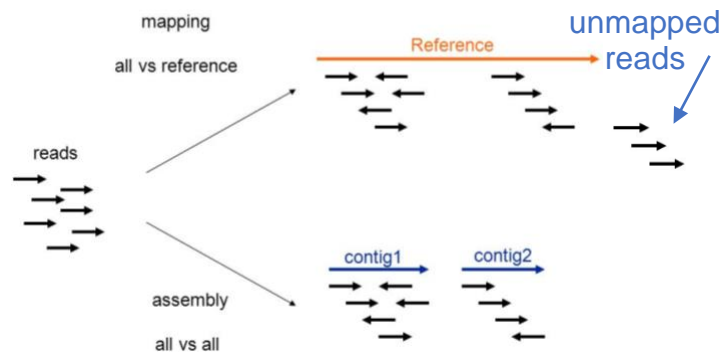 mapping
all vs reference
Reference
unmapped
reads
reads
contig1
contig2
assembly
all vs all